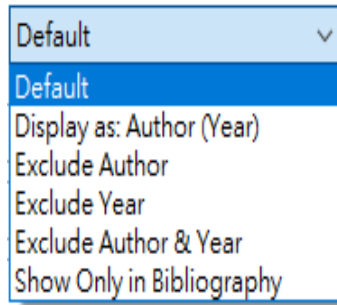 Default
Default
Display as: Author (Year)
Exclude Author
Exclude Year
Exclude Author & Year
Show Only in Bibliography